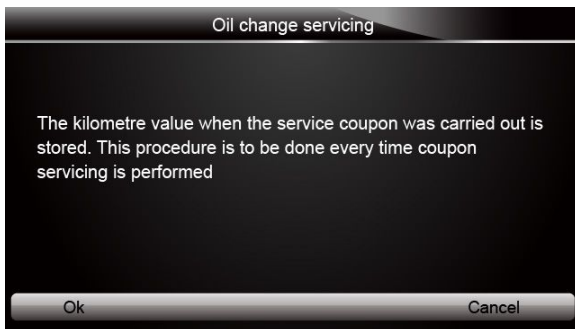 Oil change servicing
The kilometre value when the service coupon was carried out is
stored. This procedure is to be done every time coupon
servicing is performed
Ok Cancel